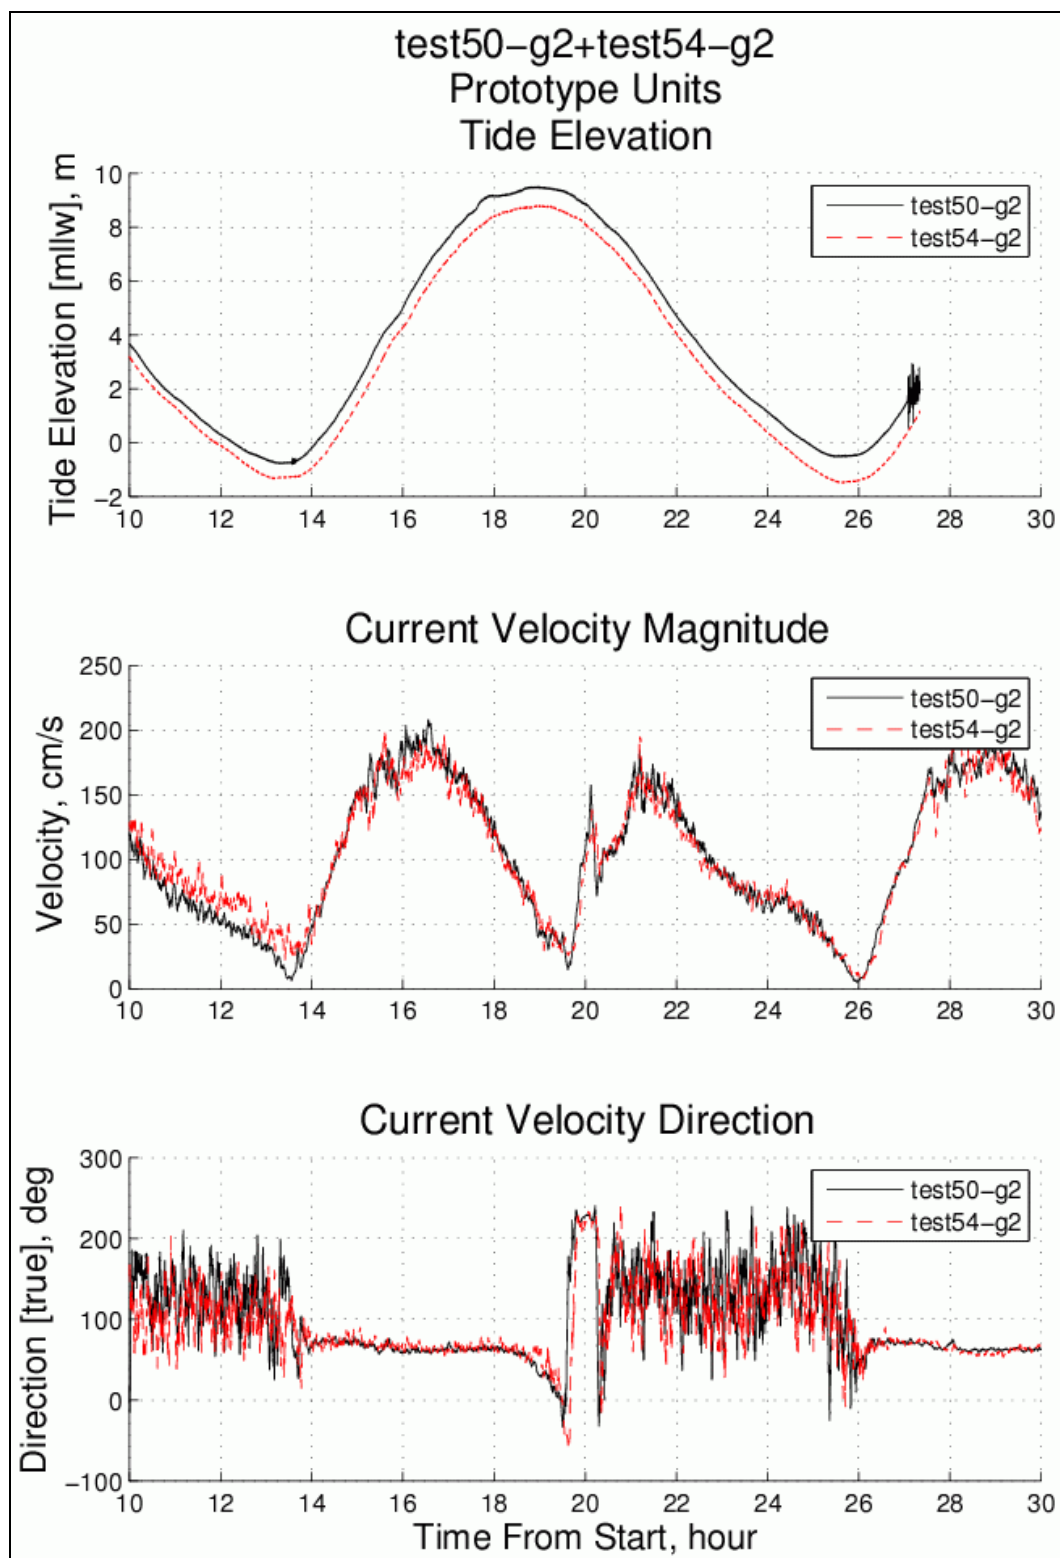 test50-g2+test54-g2
Prototype Units
Tide Elevation
Tide Elevation [mllw], m
10
8
6
4
2
0
-2
test50-g2
test54-g2
10 12 14 16 18 20 22 24 26 28 30
Current Velocity Magnitude
Velocity, cm/s
250
200
150
100
50
0
test50-g2
test54-g2
10 12 14 16 18 20 22 24 26 28 30
Current Velocity Direction
Direction [true], deg
300
200
100
0
-100
test50-g2
test54-g2
10 12 14 16 18 20 22 24 26 28 30
Time From Start, hour